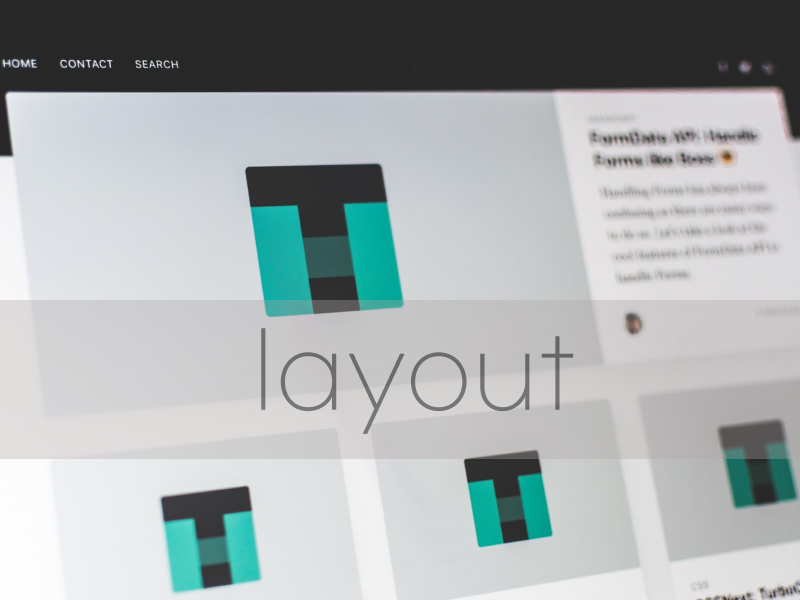 HOME CONTACT SEARCH
FormData API: Handle
Forms like Boss
Handling Forms has always been
confusing as there are many ways
to do so. Let's take a look at the
cool features of FormData API to
handle Forms.
layout
CSS